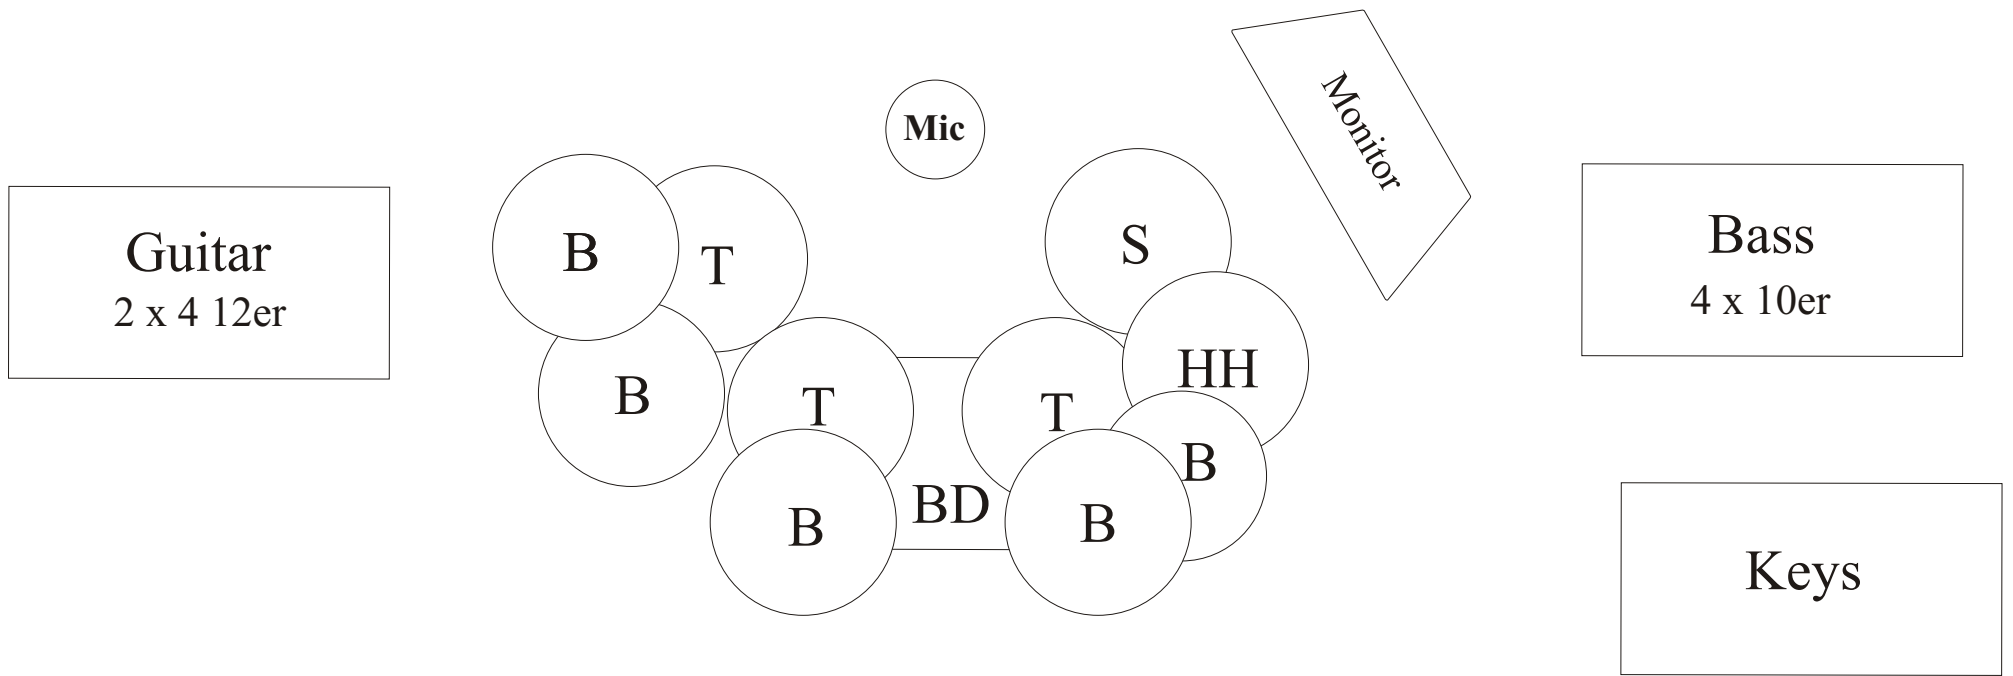 Mic
Monitor
Guitar
2 x 4 12er
B
T
S
Bass
4 x 10er
B
T
T
HH
B
BD
B
B
Keys